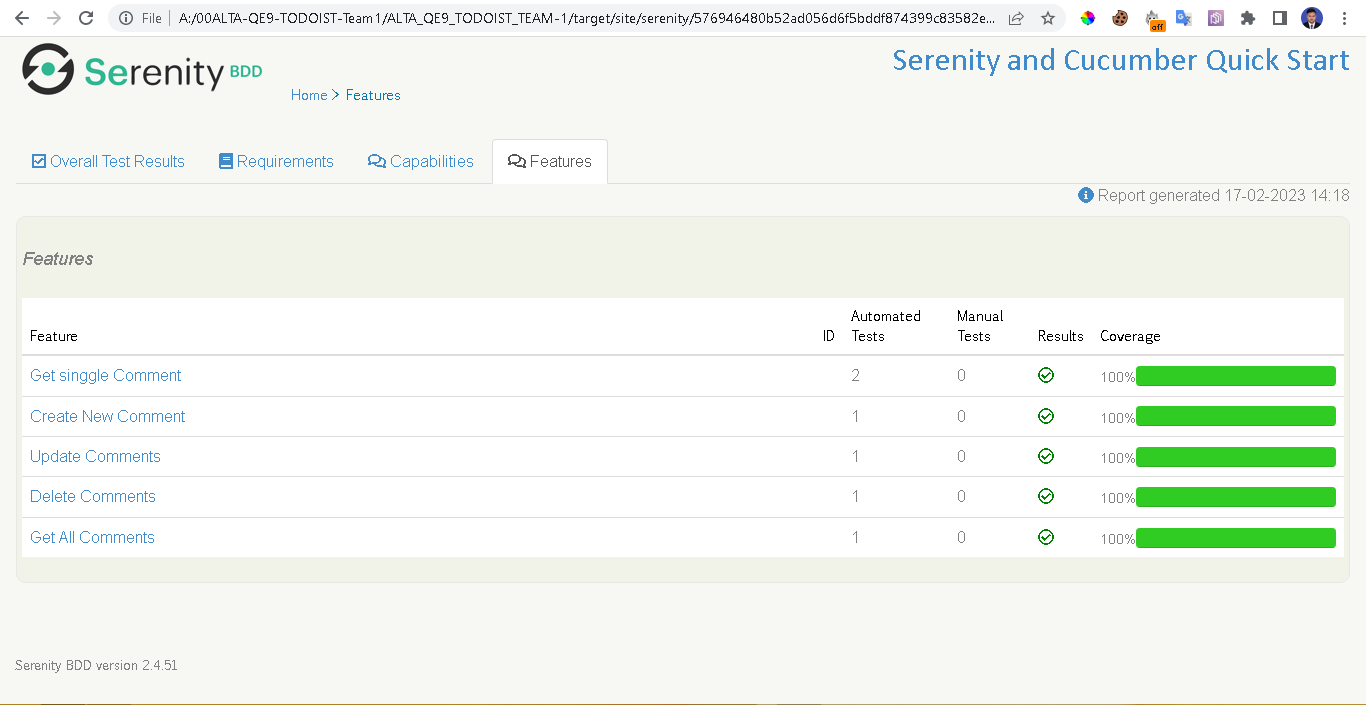 File A:/00ALTA-QE9-TODOIST-Team1/ALTA_QE9_TODOIST_TEAM-1/target/site/serenity/576946480b52ad056d6f5bddf874399c83582e...
off
Serenity BDD
Serenity and Cucumber Quick Start
Home > Features
Overall Test Results Requirements Capabilities Features
Report generated 17-02-2023 14:18
Features
Feature ID Automated Tests Manual Tests Results Coverage
Get singgle Comment 2 0 100%
Create New Comment 1 0 100%
Update Comments 1 0 100%
Delete Comments 1 0 100%
Get All Comments 1 0 100%
Serenity BDD version 2.4.51